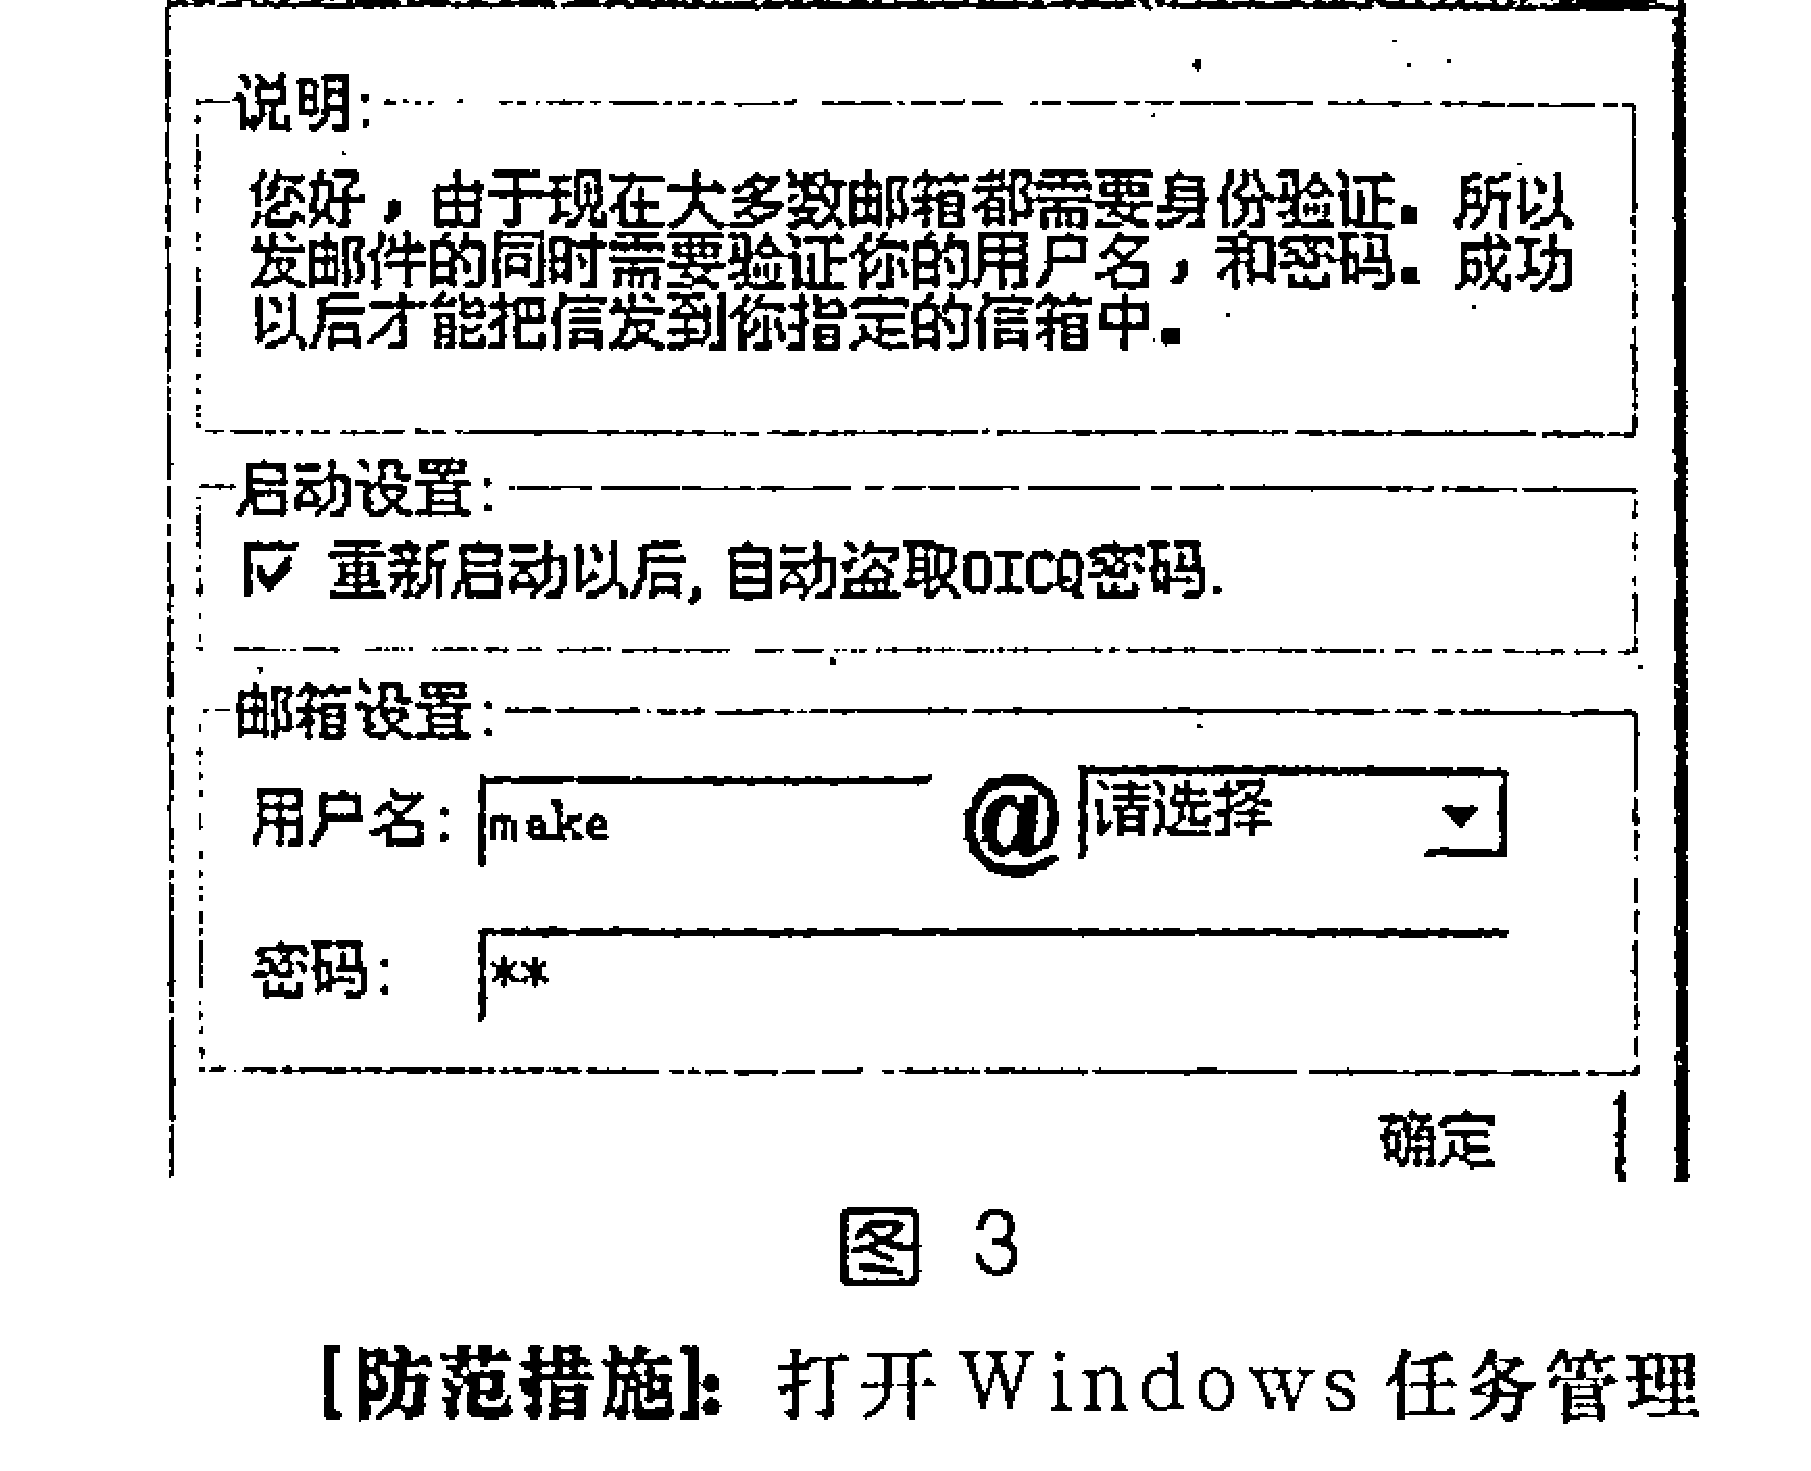 说明:
您好，由于现在大多数邮箱都需要身份验证。所以
发邮件的同时需要验证你的用户名，和密码。成功
以后才能把信发到你指定的信箱中。
启动设置:
重新启动以后,自动盗取OICQ密码.
邮箱设置:
用户名: make @ 请选择
密码: **
确定
图 3
[防范措施]: 打开 Windows 任务管理